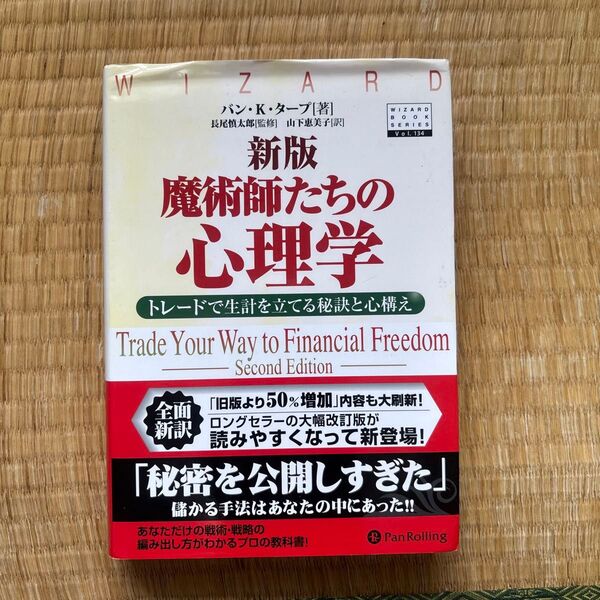 WIZARD
バン・K・タープ[著]
長尾慎太郎[監修] 山下恵美子[訳]
WIZARD
BOOK
SERIES
Vol.134
新版
魔術師たちの
心理学
トレードで生計を立てる秘訣と心構え
Trade Your Way to Financial Freedom
Second Edition
全面
新訳
「旧版より50%増加」内容も大刷新!
ロングセラーの大幅改訂版が
読みやすくなって新登場!
「秘密を公開しすぎた」
儲かる手法はあなたの中にあった!!
あなただけの戦術・戦略の
編み出し方がわかるプロの教科書!
PanRolling